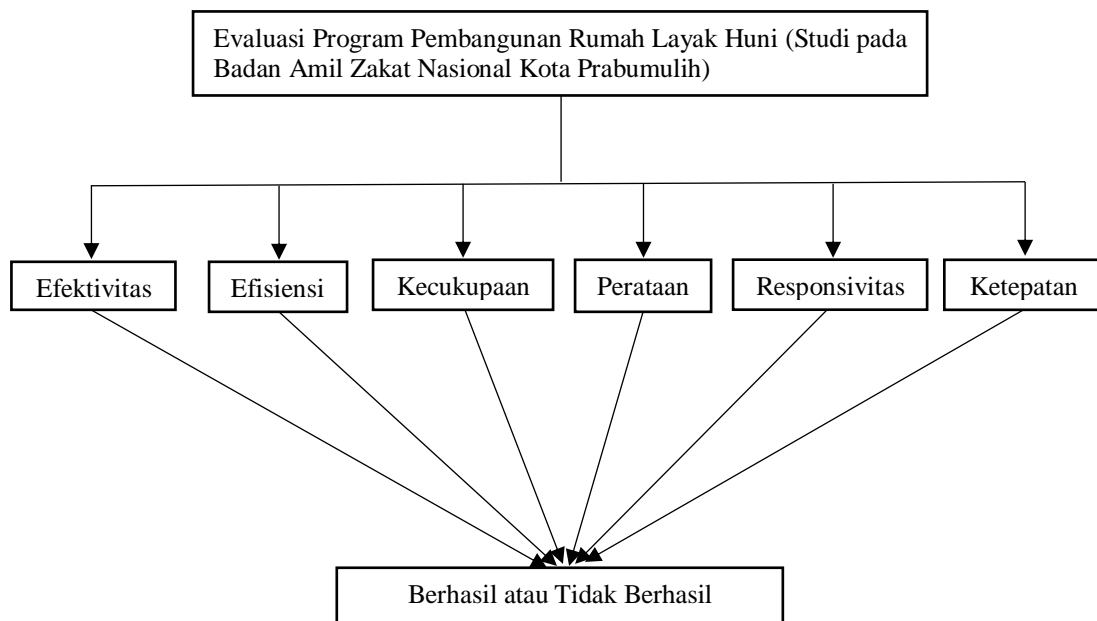 Evaluasi Program Pembangunan Rumah Layak Huni (Studi pada
Badan Amil Zakat Nasional Kota Prabumulih)
Efektivitas
Efisiensi
Kecukupaan
Perataan
Responsivitas
Ketepatan
Berhasil atau Tidak Berhasil